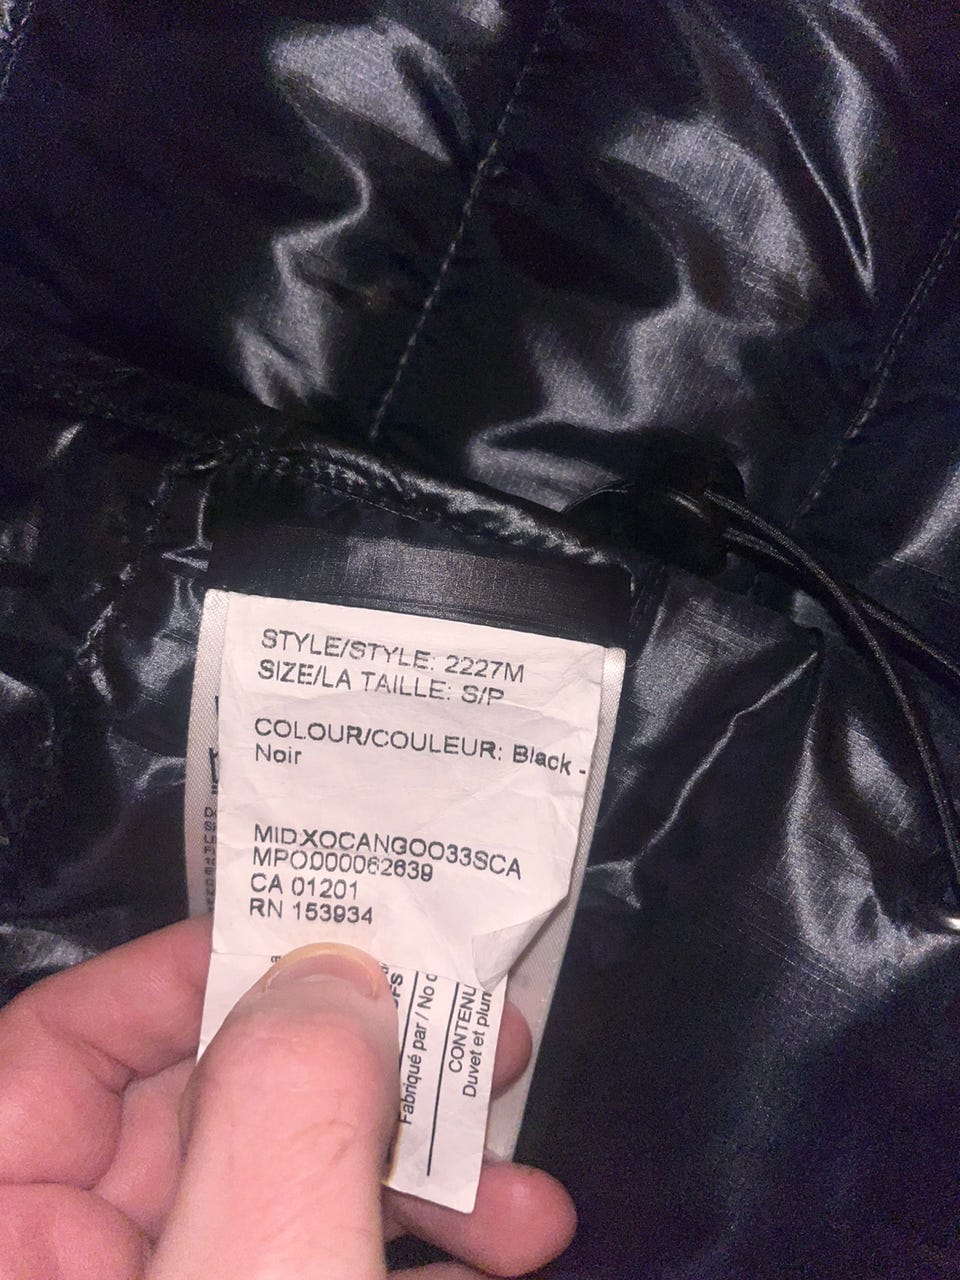 STYLE/STYLE: 2227M
SIZE/LA TAILLE: S/P
COLOUR/COULEUR: Black -
Noir
MID XOCANGOO33SCA
MPO000062639
CA 01201
RN 153934
Fabriqué par / No
CONTENU
Duvet et plum